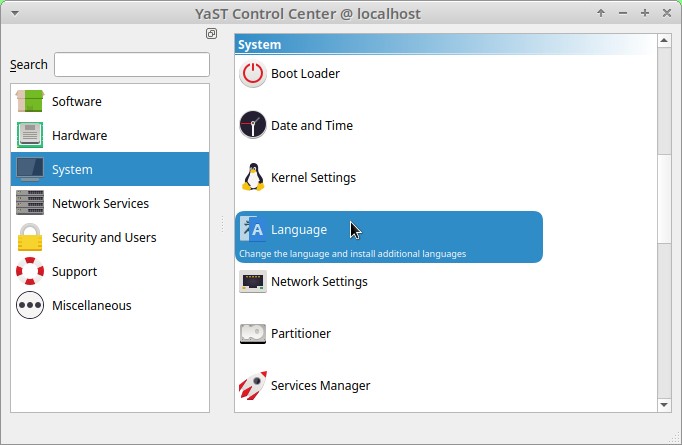 YaST Control Center @ localhost
Search
Software
Hardware
System
Network Services
Security and Users
Support
Miscellaneous
System
Boot Loader
Date and Time
Kernel Settings
A Language
Change the language and install additional languages
Network Settings
Partitioner
Services Manager